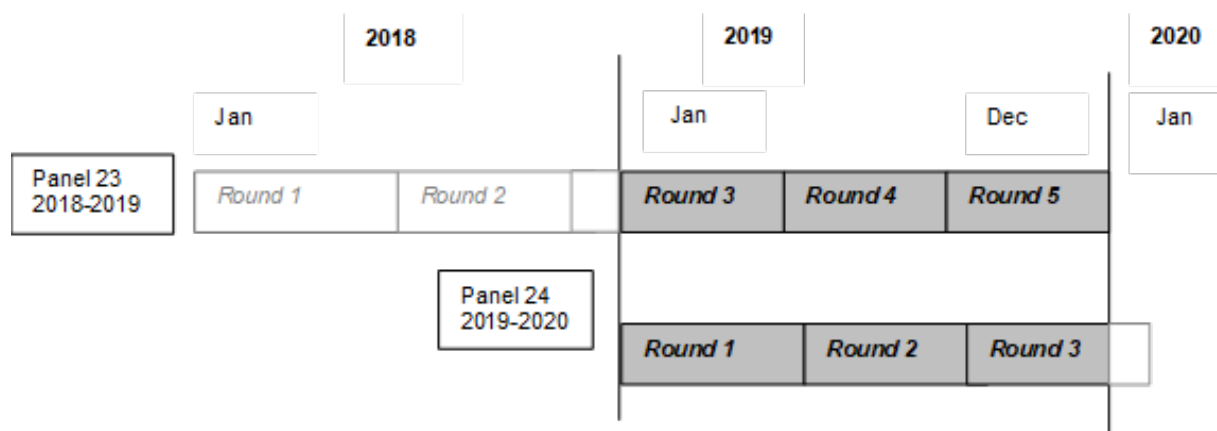 2018
2019
2020
Jan
Jan
Dec
Jan
Panel 23
2018-2019
Round 1
Round 2
Round 3
Round 4
Round 5
Panel 24
2019-2020
Round 1
Round 2
Round 3